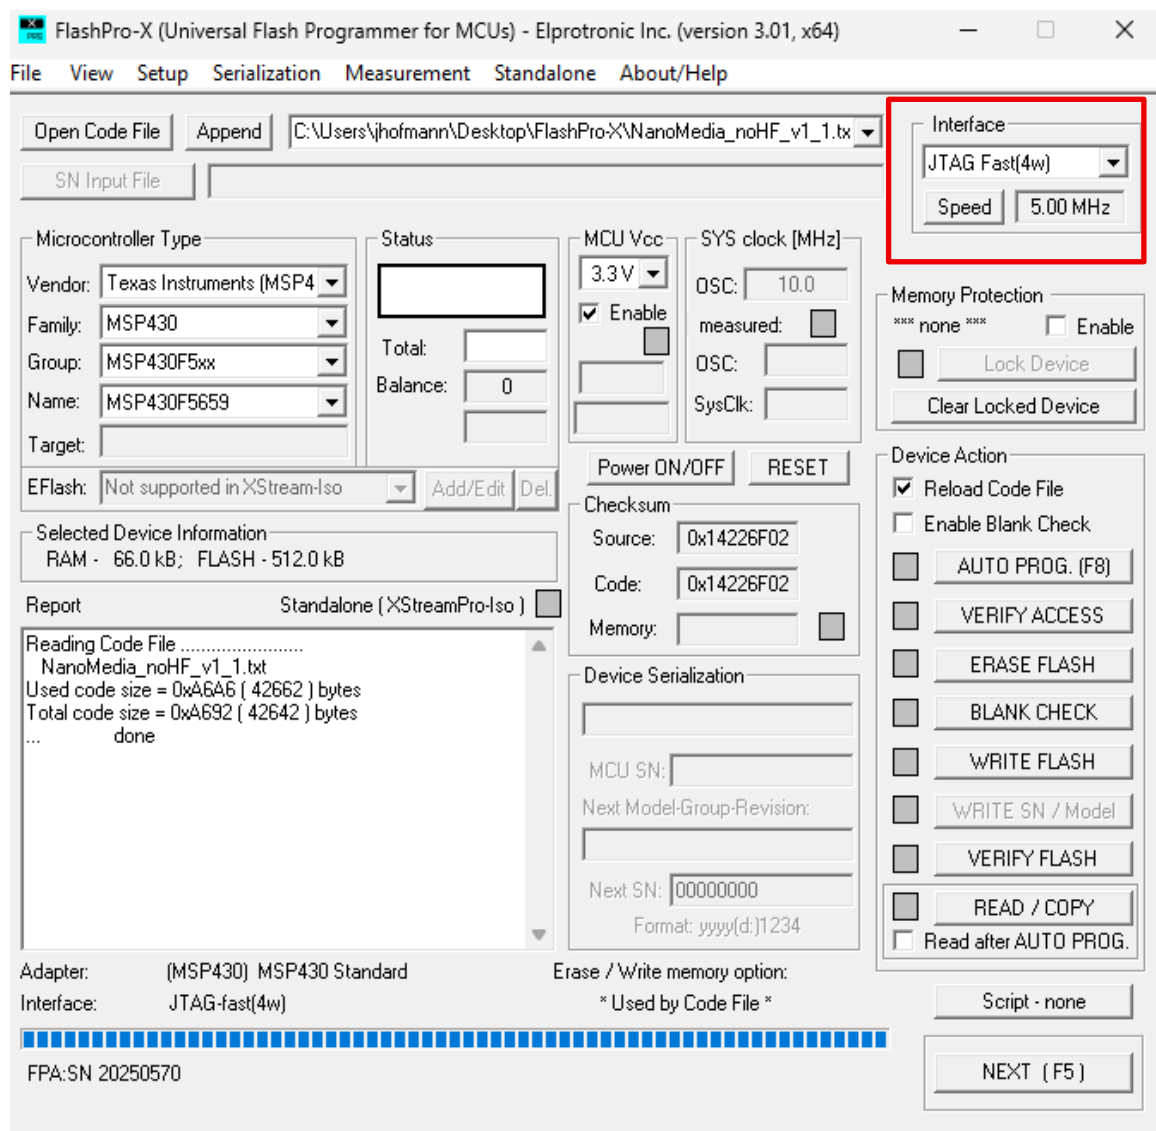 FlashPro-X (Universal Flash Programmer for MCUs) - Elprotronic Inc. (version 3.01, x64)
File View Setup Serialization Measurement Standalone About/Help
Open Code File Append C:\Users\jhofmann\Desktop\FlashPro-X\NanoMedia_noHF_v1_1.tx
SN Input File
Interface
JTAG Fast(4w)
Speed 5.00 MHz
Microcontroller Type
Vendor: Texas Instruments (MSP4
Family: MSP430
Group: MSP430F5xx
Name: MSP430F5659
Target:
EFlash: Not supported in XStream-Iso Add/Edit Del.
Status
Total:
Balance: 0
MCU Vcc
3.3 V
Enable
SYS clock [MHz]
OSC: 10.0
measured:
OSC:
SysClk:
Power ON/OFF RESET
Memory Protection
*** none *** Enable
Lock Device
Clear Locked Device
Selected Device Information
RAM - 66.0 kB; FLASH - 512.0 kB
Checksum
Source: 0x14226F02
Code: 0x14226F02
Memory:
Report Standalone ( XStreamPro-Iso )
Reading Code File ........................
NanoMedia_noHF_v1_1.txt
Used code size = 0xA6A6 ( 42662 ) bytes
Total code size = 0xA692 ( 42642 ) bytes
... done
Device Serialization
MCU SN:
Next Model-Group-Revision:
Next SN: 00000000
Format: yyyy(d:)1234
Device Action
Reload Code File
Enable Blank Check
AUTO PROG. (F8)
VERIFY ACCESS
ERASE FLASH
BLANK CHECK
WRITE FLASH
WRITE SN / Model
VERIFY FLASH
READ / COPY
Read after AUTO PROG.
Adapter: (MSP430) MSP430 Standard
Interface: JTAG-fast(4w)
Erase / Write memory option:
* Used by Code File *
Script - none
FPA:SN 20250570
NEXT ( F5 )